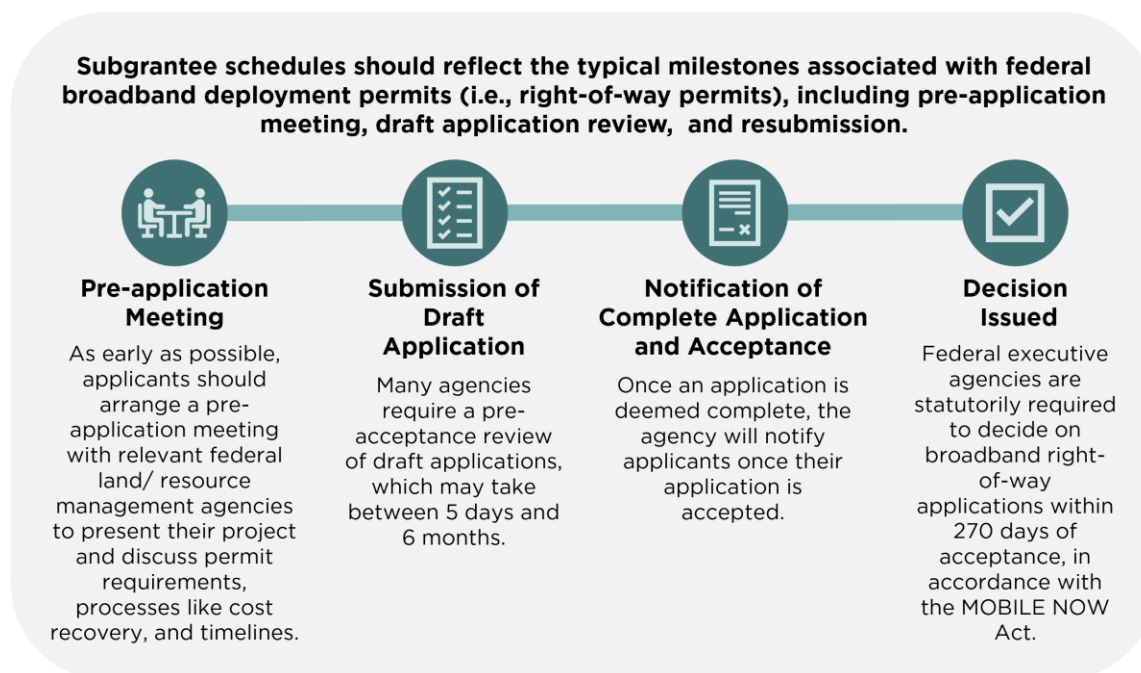 Subgrantee schedules should reflect the typical milestones associated with federal
broadband deployment permits (i.e., right-of-way permits), including pre-application
meeting, draft application review, and resubmission.
Pre-application
Meeting
As early as possible,
applicants should
arrange a pre-
application meeting
with relevant federal
land/ resource
management agencies
to present their project
and discuss permit
requirements,
processes like cost
recovery, and timelines.
Submission of
Draft
Application
Many agencies
require a pre-
acceptance review
of draft applications,
which may take
between 5 days and
6 months.
Notification of
Complete Application
and Acceptance
Once an application is
deemed complete, the
agency will notify
applicants once their
application is
accepted.
Decision
Issued
Federal executive
agencies are
statutorily required
to decide on
broadband right-
of-way
applications within
270 days of
acceptance, in
accordance with
the MOBILE NOW
Act.